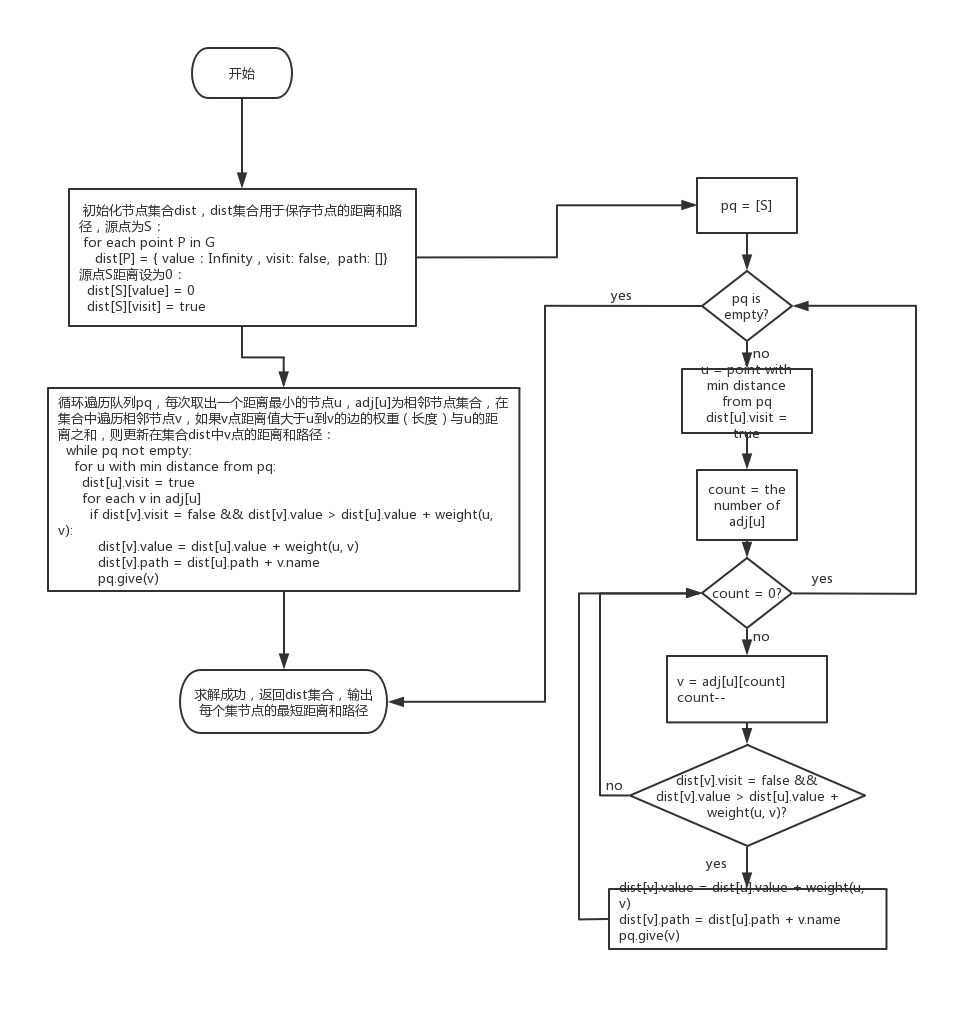 开始
初始化节点集合dist，dist集合用于保存节点的距离和路
径，源点为S：
for each point P in G
dist[P] = { value：Infinity，visit: false,  path: []}
源点S距离设为0：
dist[S][value] = 0
dist[S][visit] = true
循环遍历队列pq，每次取出一个距离最小的节点u，adj[u]为相邻节点集合，在
集合中遍历相邻节点v，如果v点距离值大于u到v的边的权重（长度）与u的距
离之和，则更新在集合dist中v点的距离和路径：
while pq not empty:
for u with min distance from pq:
dist[u].visit = true
for each v in adj[u]
if dist[v].visit = false && dist[v].value > dist[u].value + weight(u,
v):
dist[v].value = dist[u].value + weight(u, v)
dist[v].path = dist[u].path + v.name
pq.give(v)
求解成功，返回dist集合，输出
每个集节点的最短距离和路径
pq = [S]
pq is
empty?
yes
no
u = point with
min distance
from pq
dist[u].visit =
true
count = the
number of
adj[u]
count = 0?
yes
no
v = adj[u][count]
count--
dist[v].visit = false &&
dist[v].value > dist[u].value +
weight(u, v)?
no
yes
dist[v].value = dist[u].value + weight(u,
v)
dist[v].path = dist[u].path + v.name
pq.give(v)